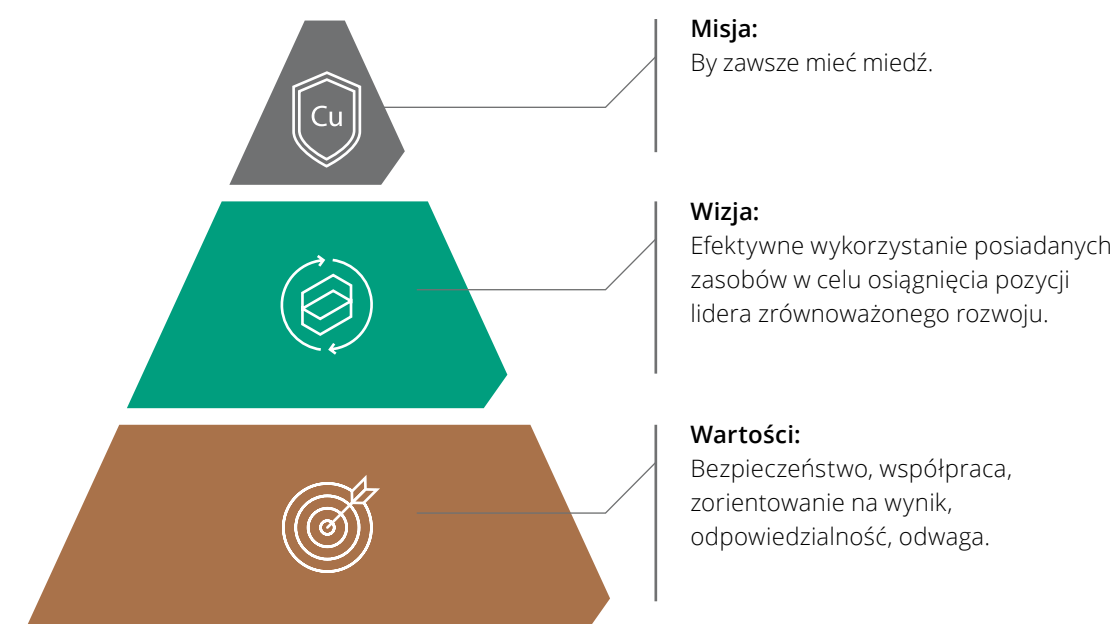 Cu
Misja:
By zawsze mieć miedź.
Wizja:
Efektywne wykorzystanie posiadanych
zasobów w celu osiągnięcia pozycji
lidera zrównoważonego rozwoju.
Wartości:
Bezpieczeństwo, współpraca,
zorientowanie na wynik,
odpowiedzialność, odwaga.